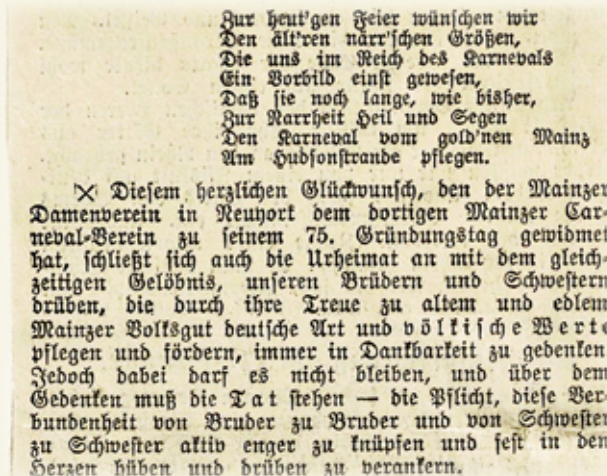 Zur heut'gen Feier wünschen wir
Den ält'ren närr'schen Größen,
Die uns im Reich des Karnevals
Ein Vorbild einst gewesen,
Daß sie noch lange, wie bisher,
Zur Narrheit Heil und Segen
Den Karneval vom gold'nen Mainz
Am Hudsonstrande pflegen.
× Diesem herzlichen Glückwunsch, den der Mainzer
Damenverein in Neuyork dem dortigen Mainzer Car-
neval-Verein zu seinem 75. Gründungstag gewidmet
hat, schließt sich auch die Urheimat an mit dem gleich-
zeitigen Gelöbnis, unseren Brüdern und Schwestern
drüben, die durch ihre Treue zu altem und edlem
Mainzer Volksgut deutsche Art und völkische Werte
pflegen und fördern, immer in Dankbarkeit zu gedenken.
Jedoch dabei darf es nicht bleiben, und über dem
Gedenken muß die Tat stehen — die Pflicht, diese Ver-
bundenheit von Bruder zu Bruder und von Schwester
zu Schwester aktiv enger zu knüpfen und fest in den
Herzen hüben und drüben zu verankern.